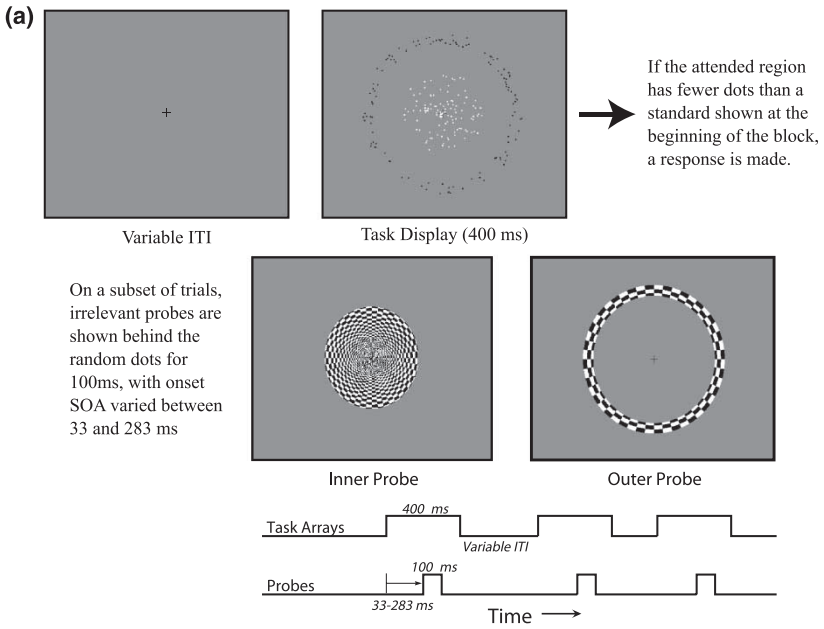 (a)
If the attended region
has fewer dots than a
standard shown at the
beginning of the block,
a response is made.
Variable ITI
Task Display (400 ms)
On a subset of trials,
irrelevant probes are
shown behind the
random dots for
100ms, with onset
SOA varied between
33 and 283 ms
Inner Probe
Outer Probe
400 ms
Task Arrays
Variable ITI
100 ms
Probes
33-283 ms
Time